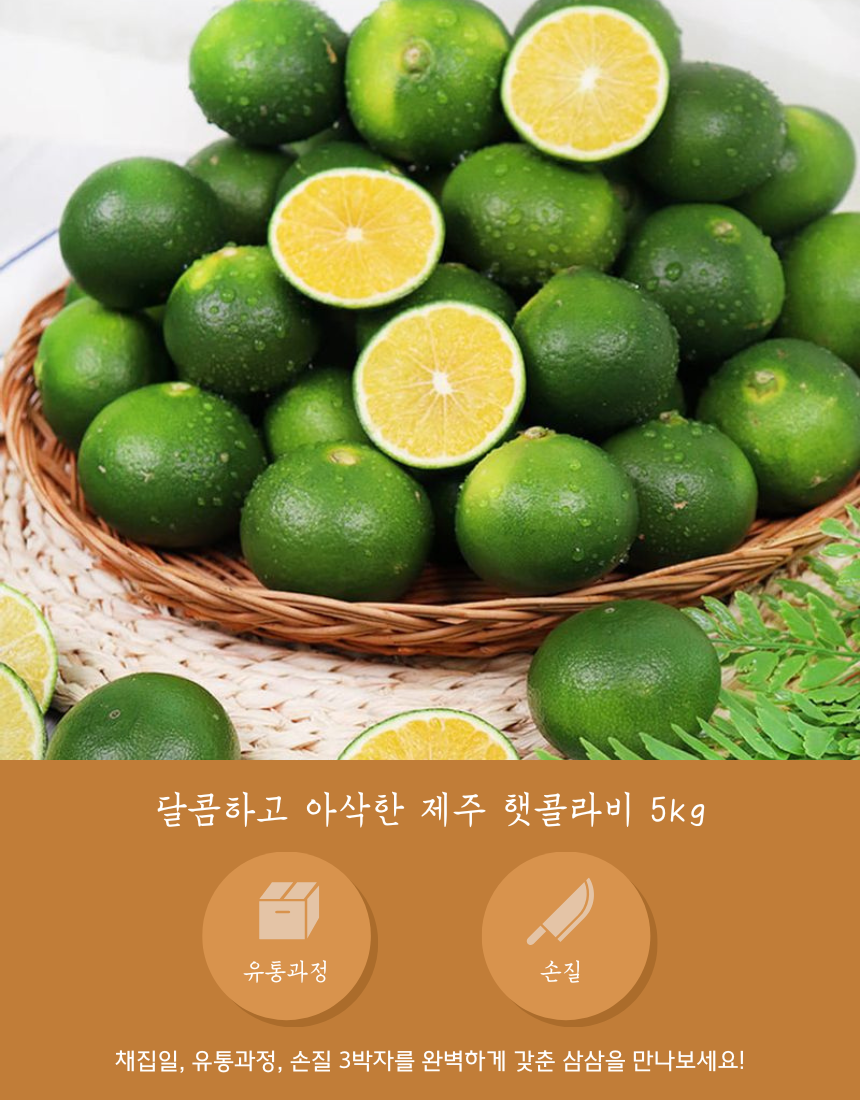 달콤하고 아삭한 제주 햇콜라비 5kg
유통과정
손질
채집일, 유통과정, 손질 3박자를 완벽하게 갖춘 삼삼을 만나보세요!